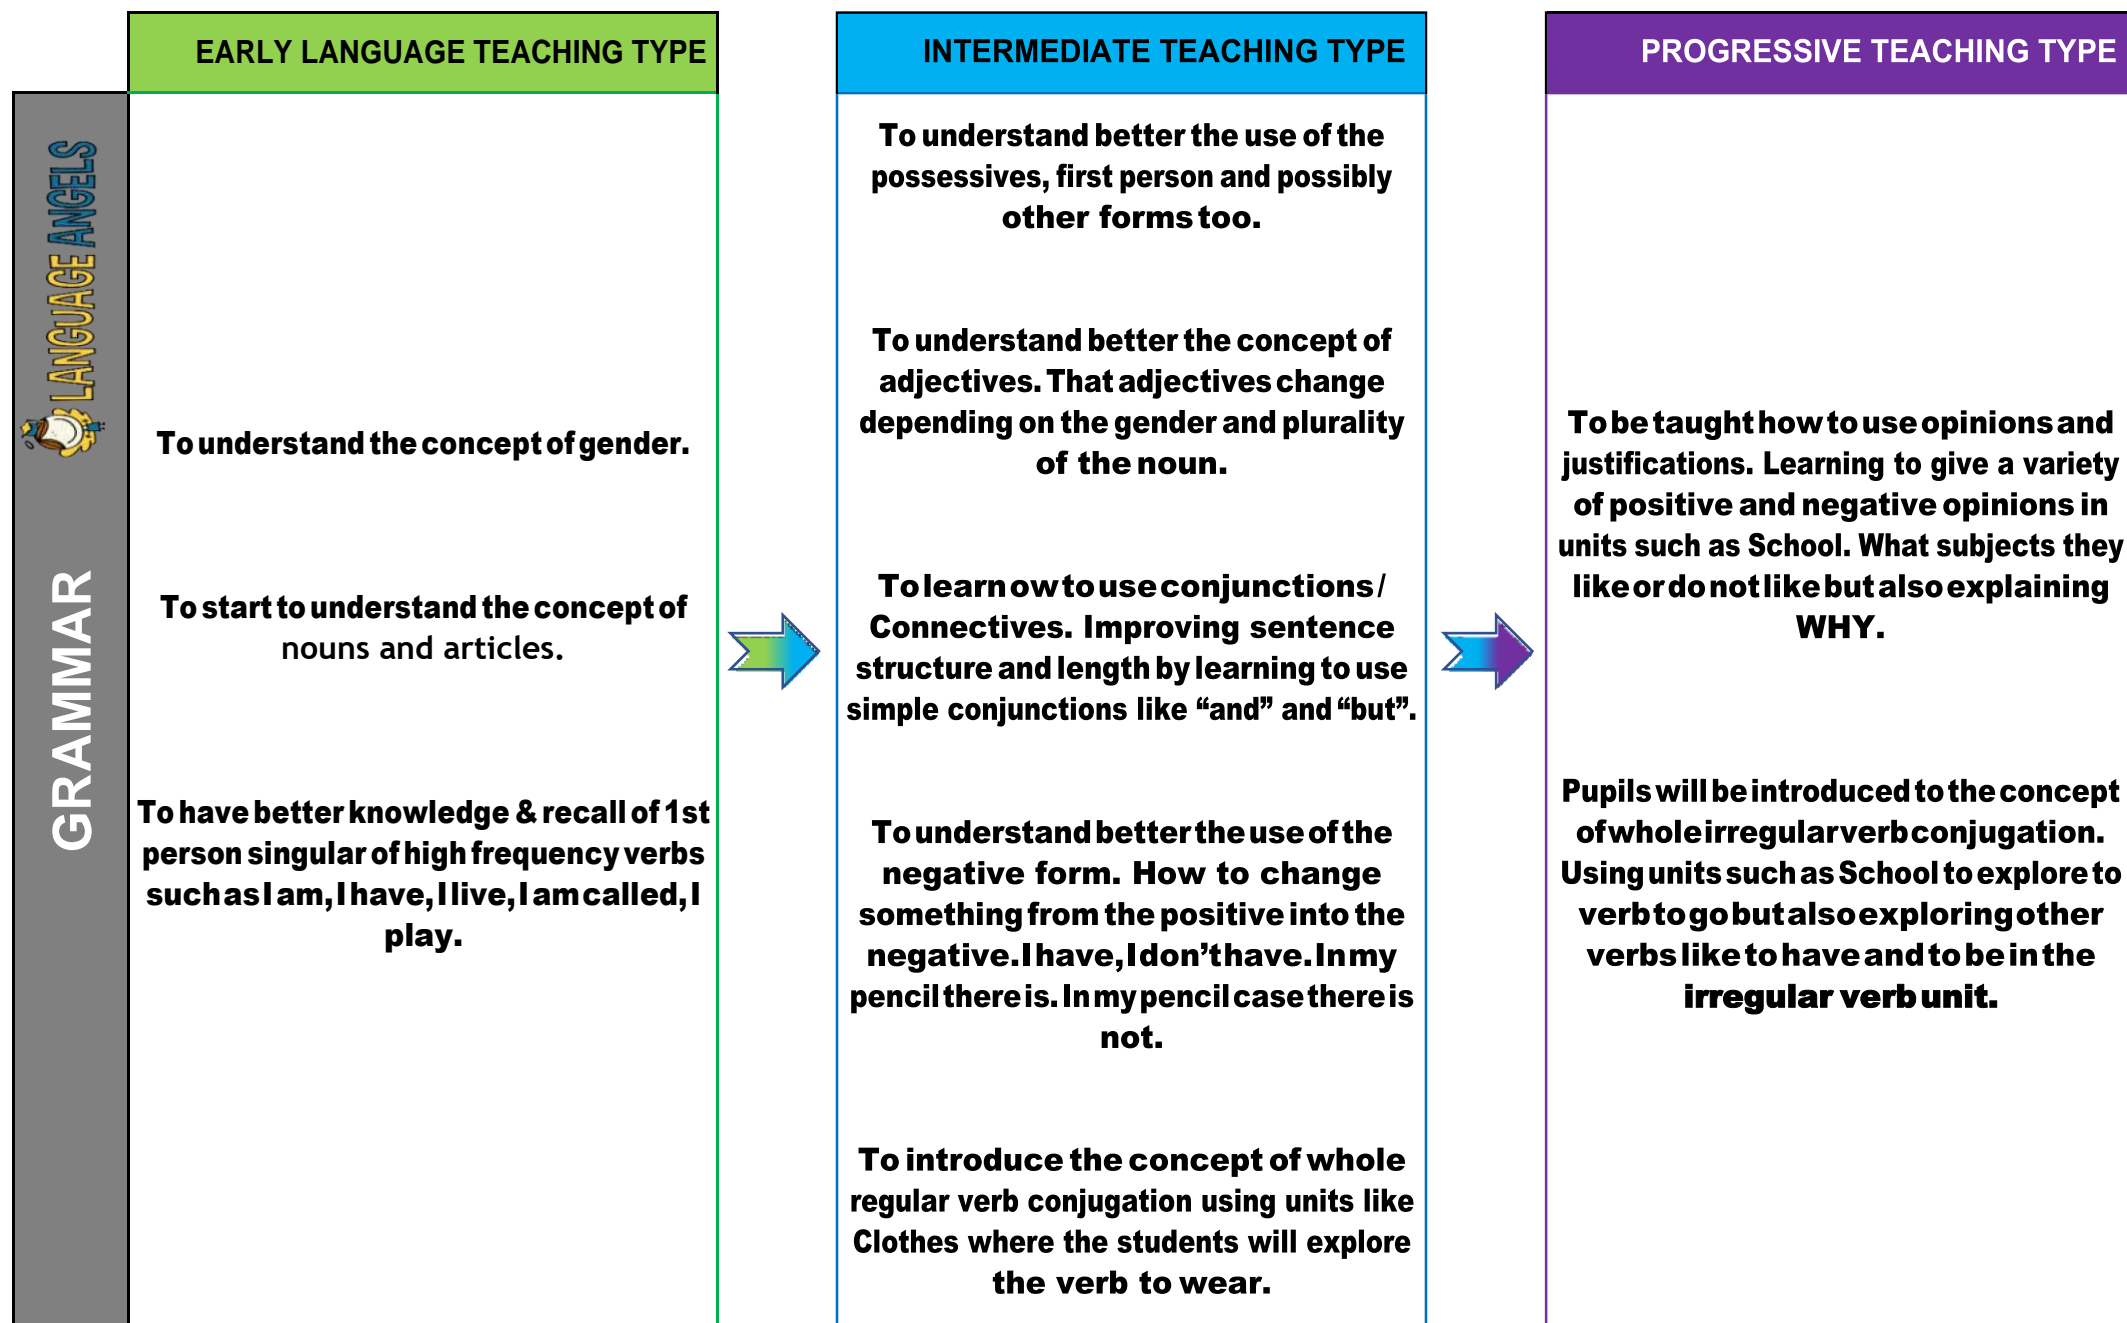 EARLY LANGUAGE TEACHING TYPE
INTERMEDIATE TEACHING TYPE
PROGRESSIVE TEACHING TYPE
LANGUAGE ANGELS
GRAMMAR
To understand the concept of gender.
To start to understand the concept of
nouns and articles.
To have better knowledge & recall of 1st
person singular of high frequency verbs
such as I am, I have, I live, I am called, I
play.
To understand better the use of the
possessives, first person and possibly
other forms too.
To understand better the concept of
adjectives. That adjectives change
depending on the gender and plurality
of the noun.
To learn ow to use conjunctions /
Connectives. Improving sentence
structure and length by learning to use
simple conjunctions like “and” and “but”.
To understand better the use of the
negative form. How to change
something from the positive into the
negative. I have, I don’t have. In my
pencil there is. In my pencil case there is
not.
To introduce the concept of whole
regular verb conjugation using units like
Clothes where the students will explore
the verb to wear.
To be taught how to use opinions and
justifications. Learning to give a variety
of positive and negative opinions in
units such as School. What subjects they
like or do not like but also explaining
WHY.
Pupils will be introduced to the concept
of whole irregular verb conjugation.
Using units such as School to explore to
verb to go but also exploring other
verbs like to have and to be in the
irregular verb unit.